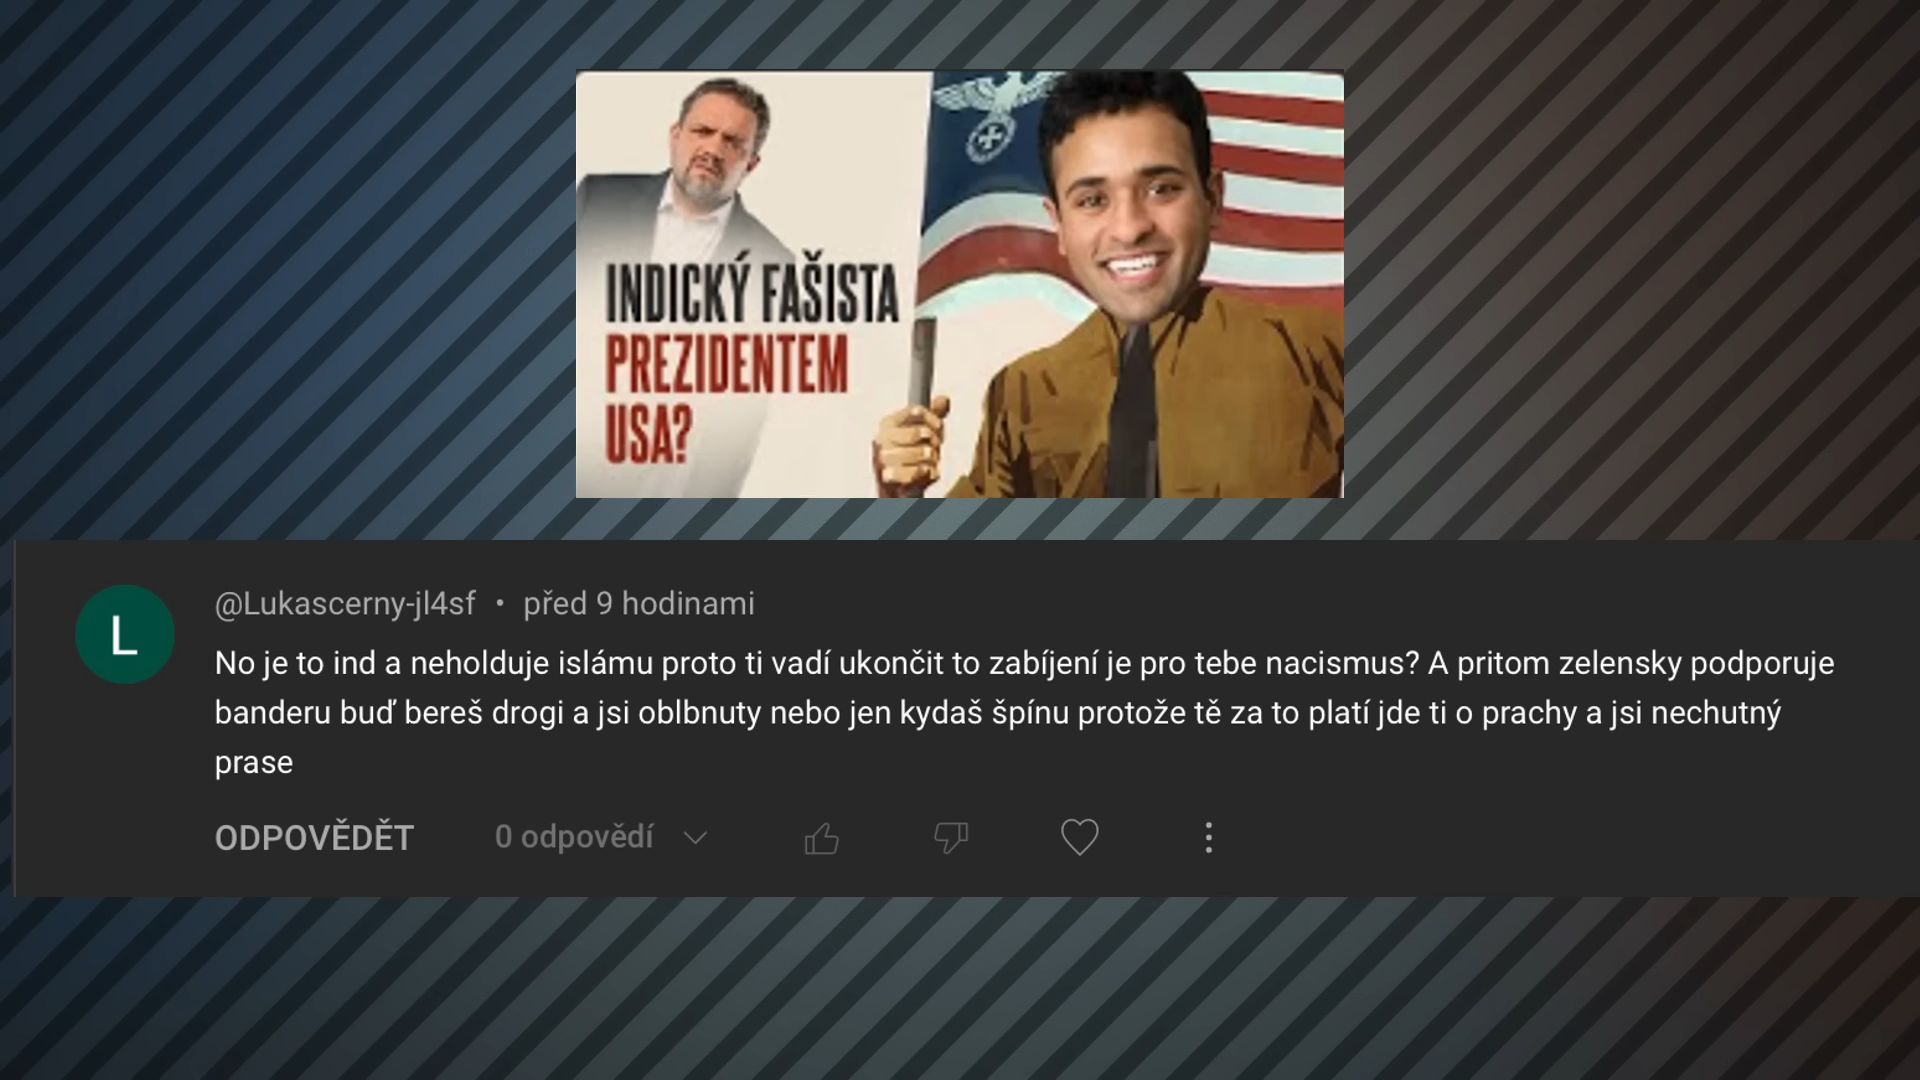 INDICKÝ FAŠISTA
PREZIDENTEM
USA?
L
@Lukascerny-jl4sf • před 9 hodinami
No je to ind a neholduje islámu proto ti vadí ukončit to zabíjení je pro tebe nacismus? A pritom zelensky podporuje
banderu buď bereš drogi a jsi oblbnuty nebo jen kydaš špínu protože tě za to platí jde ti o prachy a jsi nechutný
prase
ODPOVĚDĚT 0 odpovědí